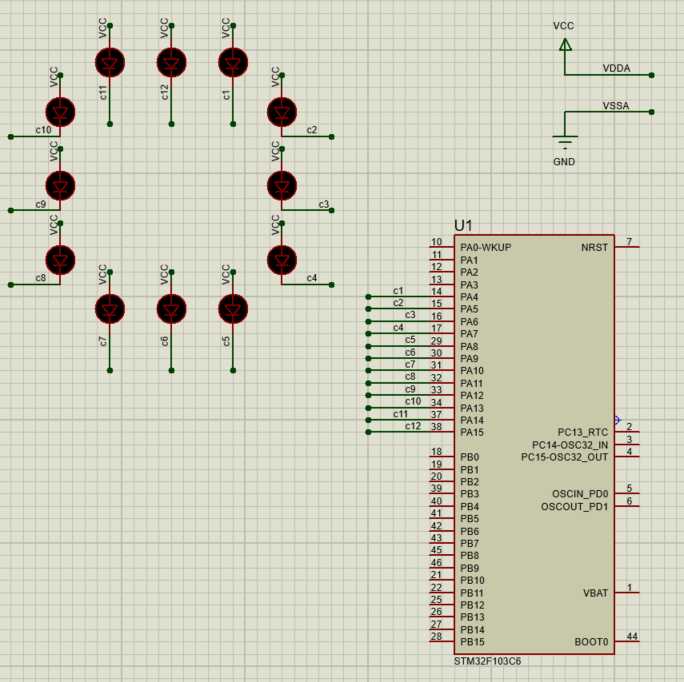 VCC
VCC
VCC
c11
c12
c1
VCC
c10
VCC
c2
VCC
c9
VCC
c3
VCC
c8
VCC
c4
VCC
VCC
VCC
c7
c6
c5
VCC
VDDA
VSSA
GND
U1
10 PA0-WKUP NRST 7
11 PA1
12 PA2
13 PA3
c1 14 PA4
c2 15 PA5
c3 16 PA6
c4 17 PA7
c5 29 PA8
c6 30 PA9
c7 31 PA10
c8 32 PA11
c9 33 PA12
c10 34 PA13
c11 37 PA14
c12 38 PA15
PC13_RTC 2
PC14-OSC32_IN 3
PC15-OSC32_OUT 4
18 PB0
19 PB1
20 PB2
39 PB3 OSCIN_PD0 5
40 PB4 OSCOUT_PD1 6
41 PB5
42 PB6
43 PB7
45 PB8
46 PB9
21 PB10
22 PB11 VBAT 1
25 PB12
26 PB13
27 PB14
28 PB15 BOOT0 44
STM32F103C6